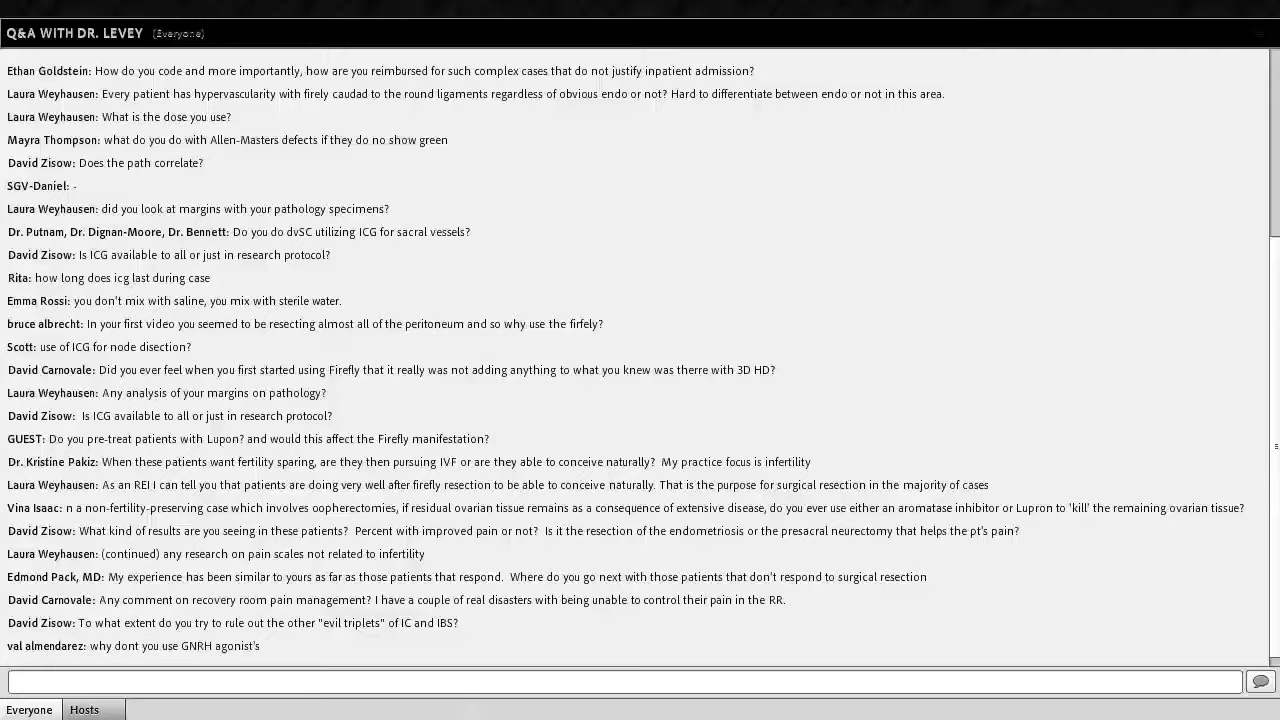 Q&A WITH DR. LEVEY (Everyone)
Ethan Goldstein: How do you code and more importantly, how are you reimbursed for such complex cases that do not justify inpatient admission?
Laura Weyhausen: Every patient has hypervascularity with firely caudad to the round ligaments regardless of obvious endo or not? Hard to differentiate between endo or not in this area.
Laura Weyhausen: What is the dose you use?
Mayra Thompson: what do you do with Allen-Masters defects if they do no show green
David Zisow: Does the path correlate?
SGV-Daniel: -
Laura Weyhausen: did you look at margins with your pathology specimens?
Dr. Putnam, Dr. Dignan-Moore, Dr. Bennett: Do you do dvSC utilizing ICG for sacral vessels?
David Zisow: Is ICG available to all or just in research protocol?
Rita: how long does icg last during case
Emma Rossi: you don't mix with saline, you mix with sterile water.
bruce albrecht: In your first video you seemed to be resecting almost all of the peritoneum and so why use the firfely?
Scott: use of ICG for node disection?
David Carnovale: Did you ever feel when you first started using Firefly that it really was not adding anything to what you knew was therre with 3D HD?
Laura Weyhausen: Any analysis of your margins on pathology?
David Zisow: Is ICG available to all or just in research protocol?
GUEST: Do you pre-treat patients with Lupon? and would this affect the Firefly manifestation?
Dr. Kristine Pakiz: When these patients want fertility sparing, are they then pursuing IVF or are they able to conceive naturally? My practice focus is infertility
Laura Weyhausen: As an REI I can tell you that patients are doing very well after firefly resection to be able to conceive naturally. That is the purpose for surgical resection in the majority of cases
Vina Isaac: n a non-fertility-preserving case which involves oopherectomies, if residual ovarian tissue remains as a consequence of extensive disease, do you ever use either an aromatase inhibitor or Lupron to 'kill' the remaining ovarian tissue?
David Zisow: What kind of results are you seeing in these patients? Percent with improved pain or not? Is it the resection of the endometriosis or the presacral neurectomy that helps the pt's pain?
Laura Weyhausen: (continued) any research on pain scales not related to infertility
Edmond Pack, MD: My experience has been similar to yours as far as those patients that respond. Where do you go next with those patients that don't respond to surgical resection
David Carnovale: Any comment on recovery room pain management? I have a couple of real disasters with being unable to control their pain in the RR.
David Zisow: To what extent do you try to rule out the other "evil triplets" of IC and IBS?
val almendarez: why dont you use GNRH agonist's
Everyone Hosts